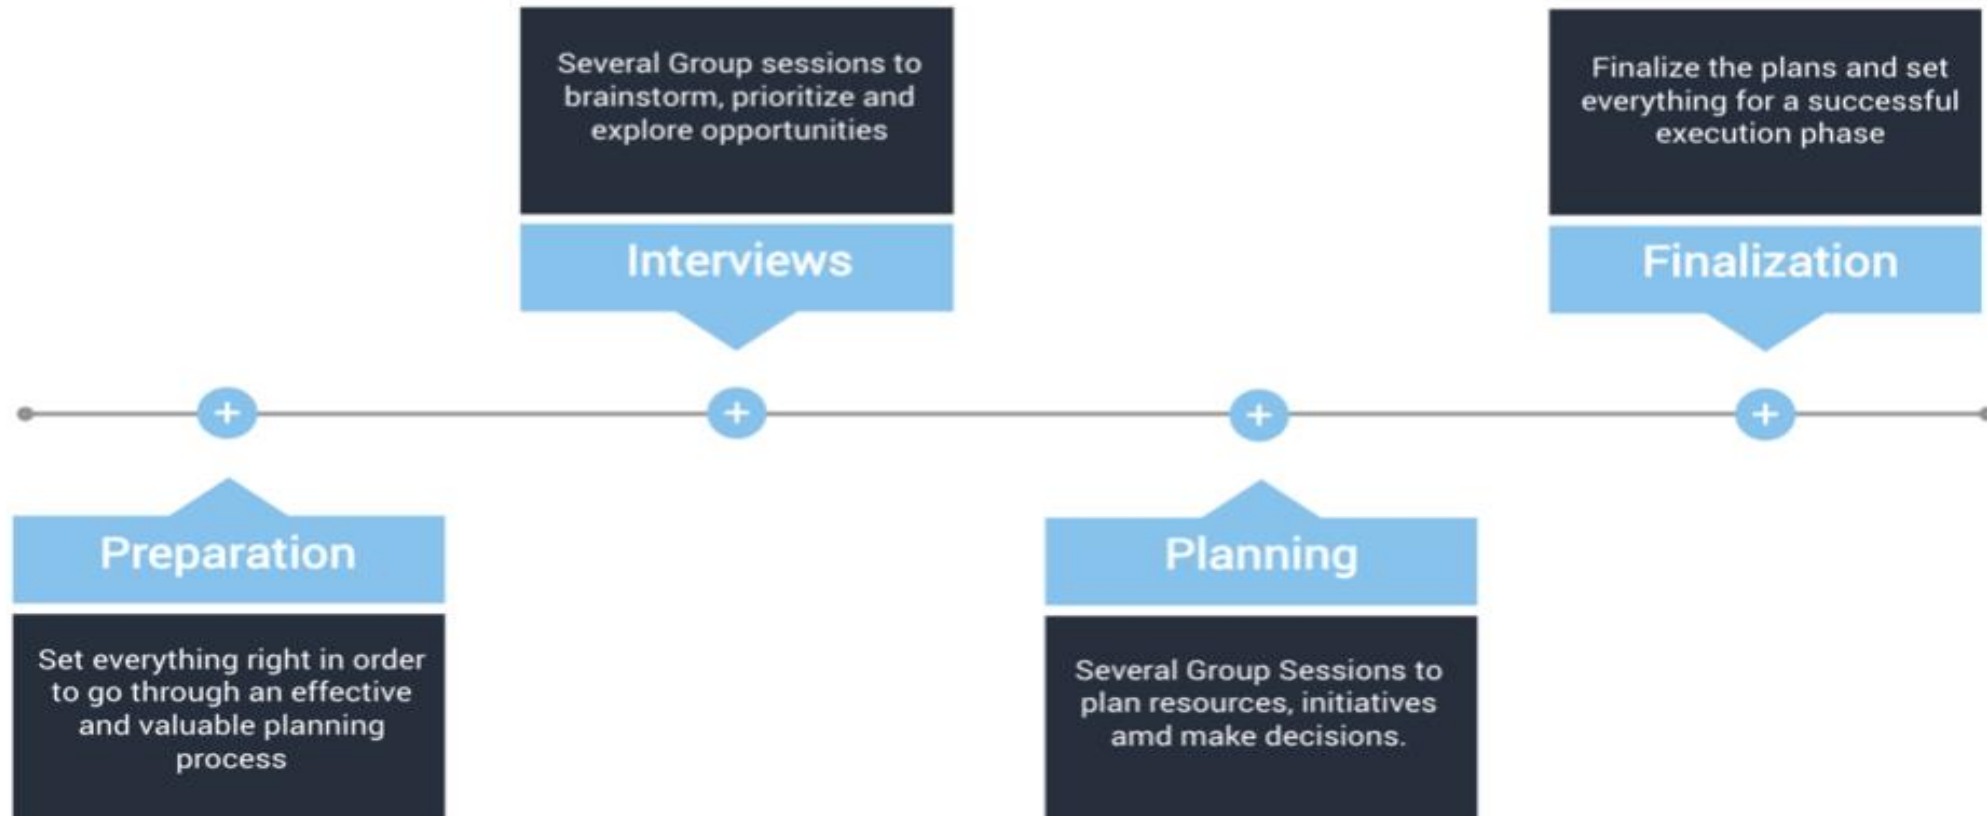 Preparation
Set everything right in order
to go through an effective
and valuable planning
process
Several Group sessions to
brainstorm, prioritize and
explore opportunities
Interviews
Planning
Several Group Sessions to
plan resources, initiatives
amd make decisions.
Finalize the plans and set
everything for a successful
execution phase
Finalization